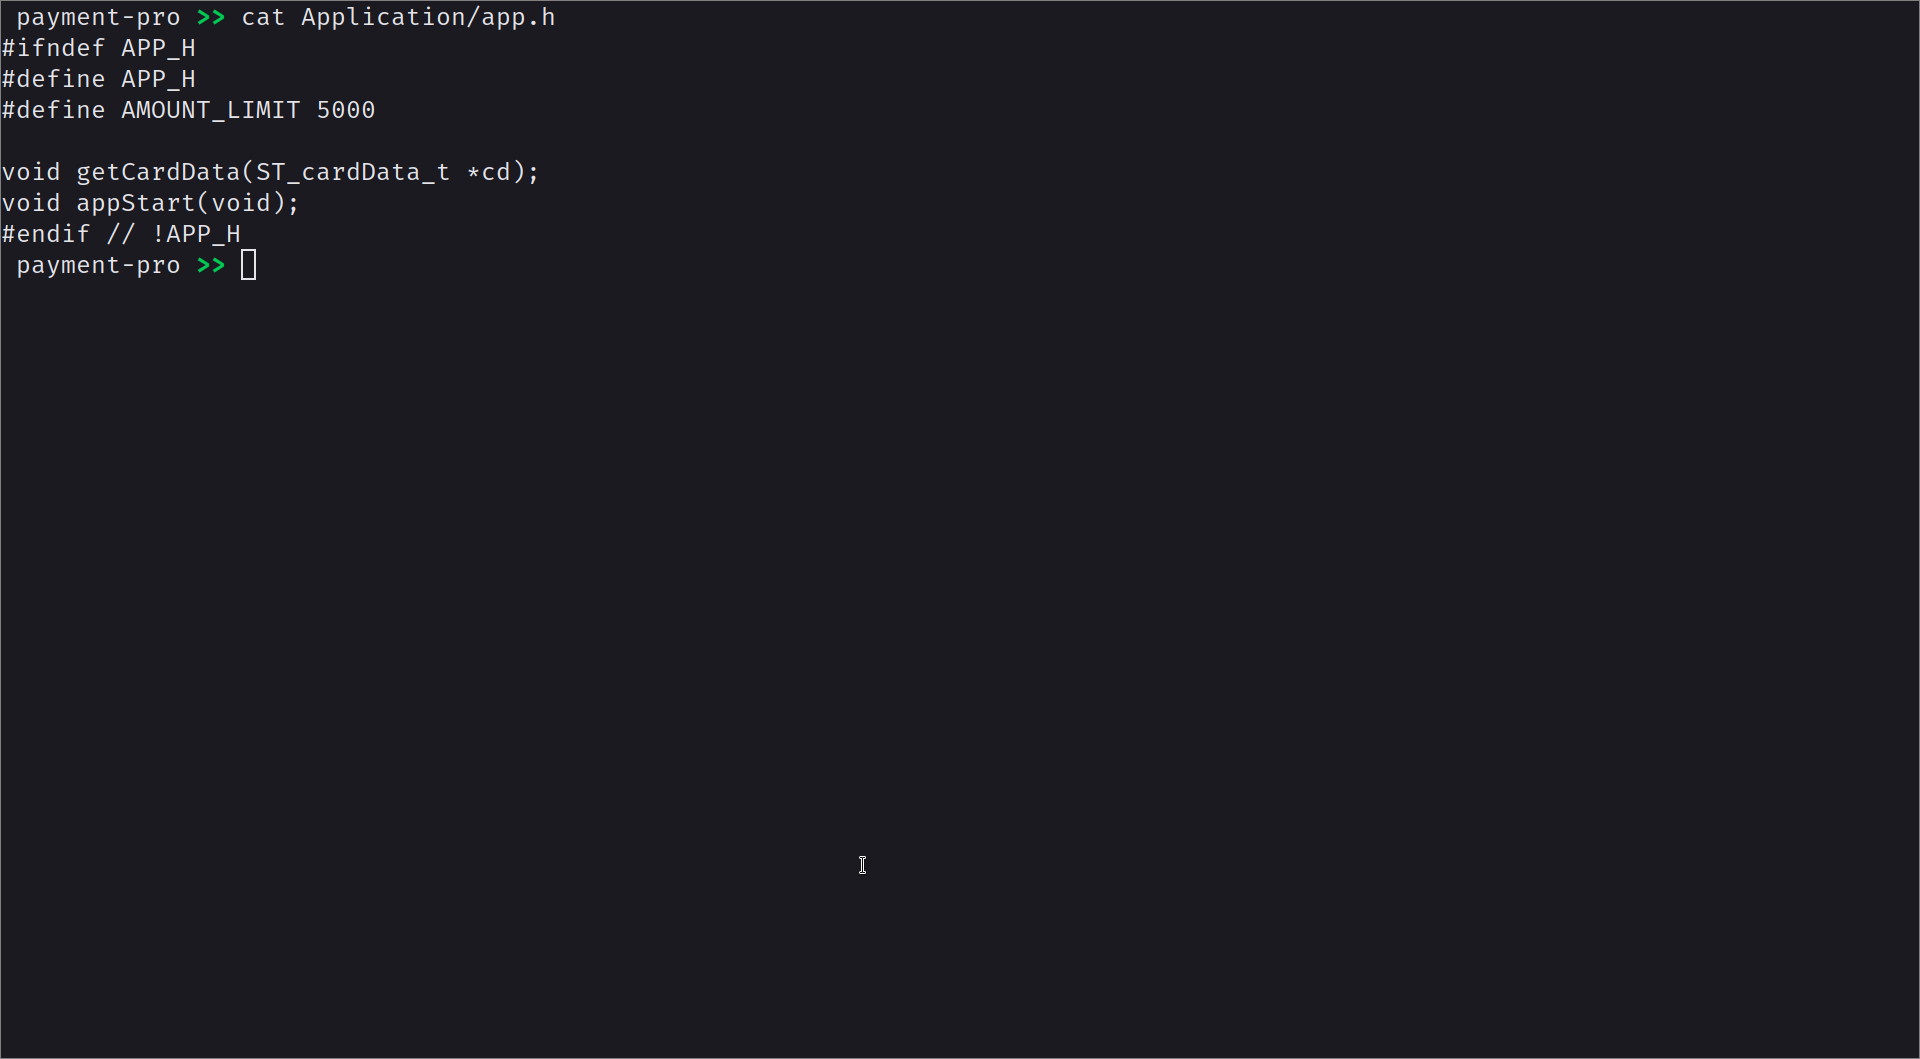 payment-pro >> cat Application/app.h
#ifndef APP_H
#define APP_H
#define AMOUNT_LIMIT 5000
void getCardData(ST_cardData_t *cd);
void appStart(void);
#endif // !APP_H
payment-pro >>